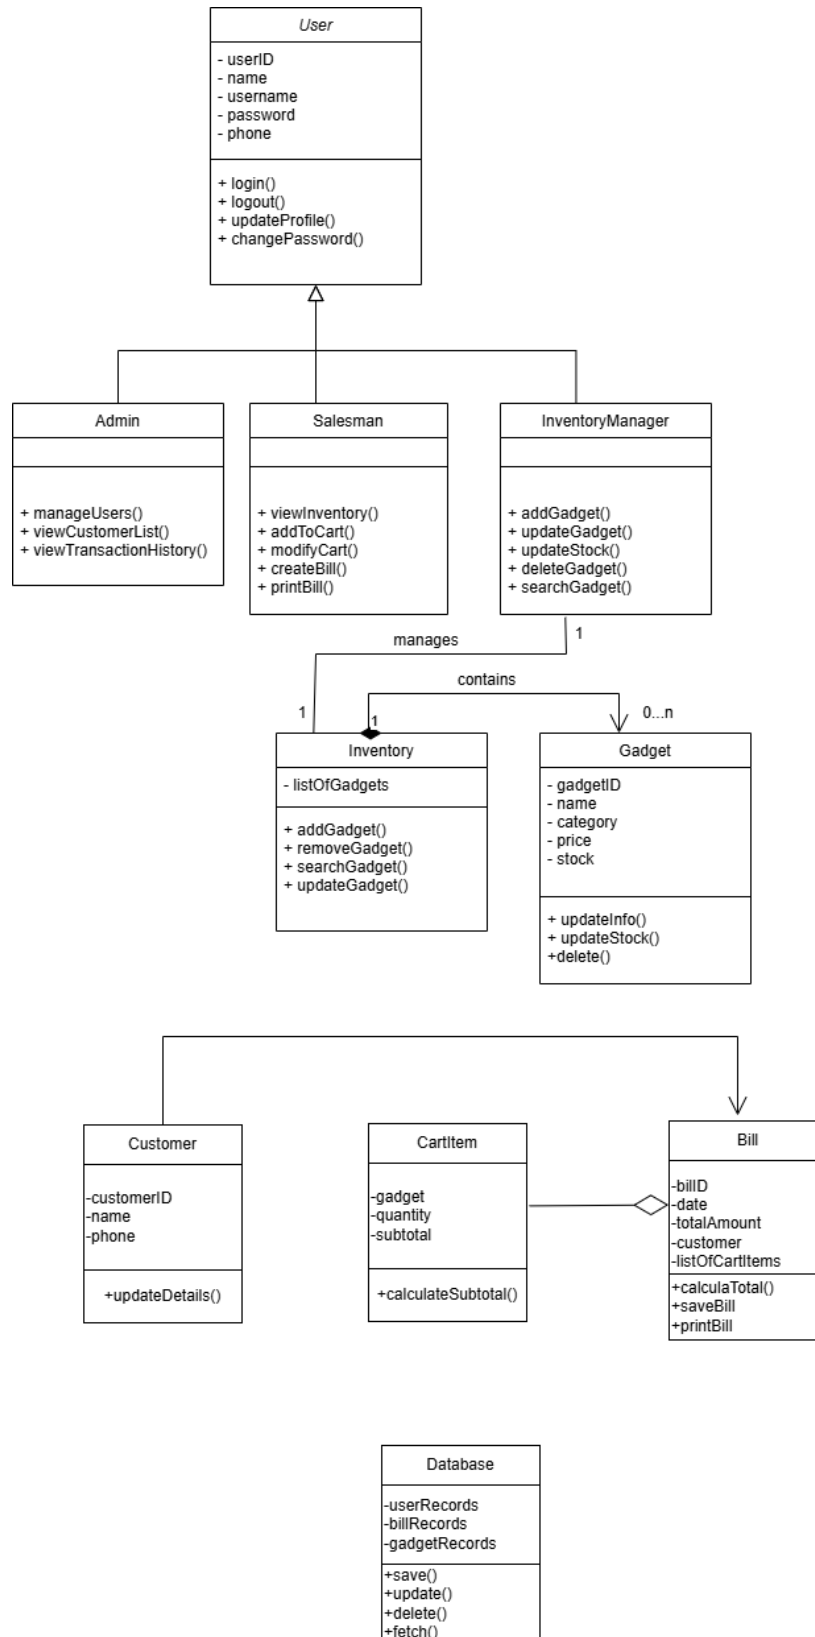 User
- userID
- name
- username
- password
- phone
+ login()
+ logout()
+ updateProfile()
+ changePassword()
Admin
+ manageUsers()
+ viewCustomerList()
+ viewTransactionHistory()
Salesman
+ viewInventory()
+ addToCart()
+ modifyCart()
+ createBill()
+ printBill()
InventoryManager
+ addGadget()
+ updateGadget()
+ updateStock()
+ deleteGadget()
+ searchGadget()
manages
1
1
contains
1
0...n
Inventory
- listOfGadgets
+ addGadget()
+ removeGadget()
+ searchGadget()
+ updateGadget()
Gadget
- gadgetID
- name
- category
- price
- stock
+ updateInfo()
+ updateStock()
+delete()
Customer
-customerID
-name
-phone
+updateDetails()
CartItem
-gadget
-quantity
-subtotal
+calculateSubtotal()
Bill
-billD
-date
-totalAmount
-customer
-listOfCartItems
+calculaTotal()
+saveBill
+printBill
Database
-userRecords
-billRecords
-gadgetRecords
+save()
+update()
+delete()
+fetch()